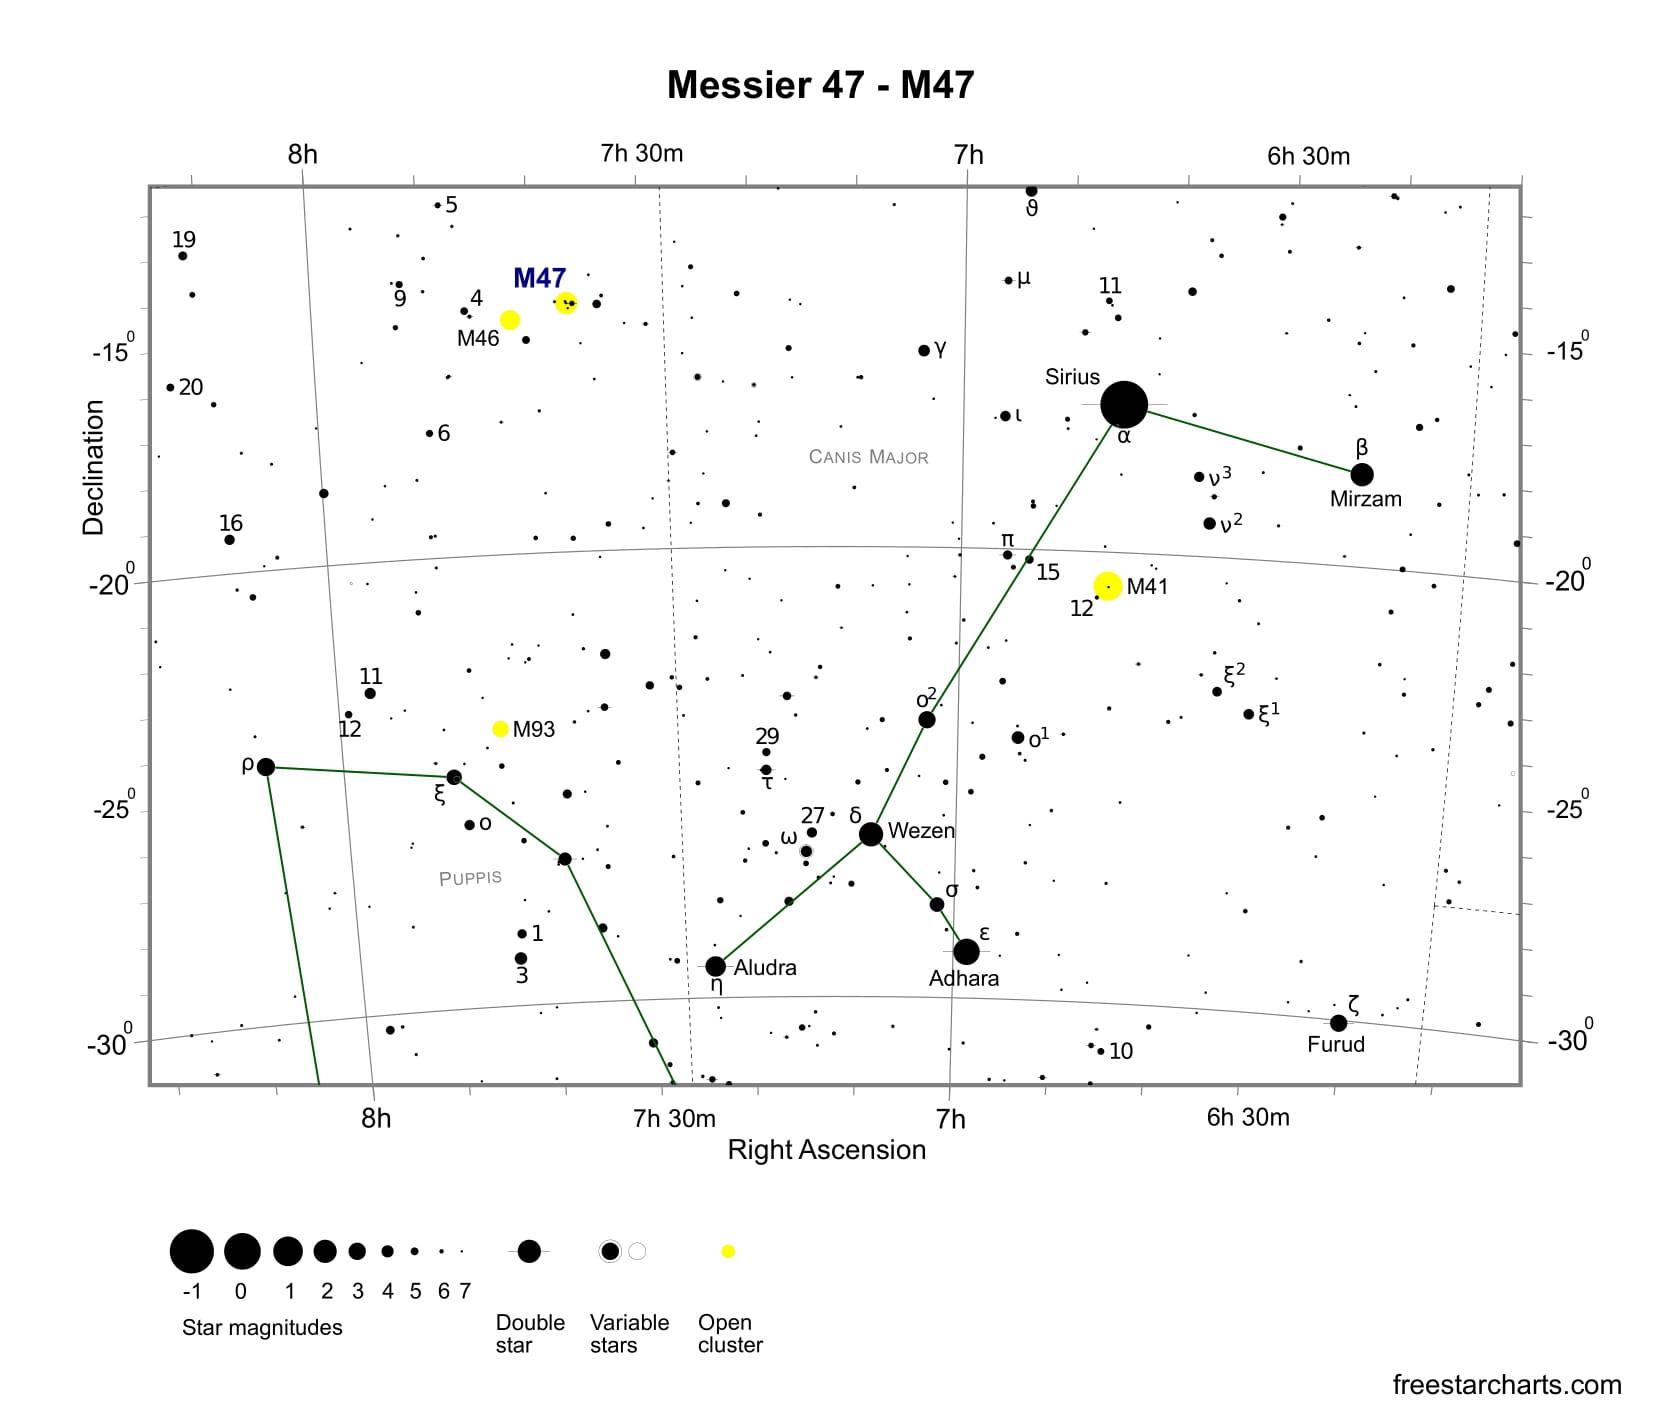 Messier 47 - M47
8h 7h 30m 7h 6h 30m
5
ϑ
19
M47
μ
11
9
4
M46
-15⁰
γ
-15⁰
Sirius
20
ι
α
6
β
Canis Major
ν³
Mirzam
Declination
16
ν²
π
15
-20⁰
M41
-20⁰
12
11
ξ²
ο²
ξ¹
12
M93
29
ο¹
ρ
τ
ξ
-25⁰
27
δ
-25⁰
ο
ω
Wezen
Puppis
σ
1
ε
Aludra
3
η
Adhara
ζ
-30⁰
Furud
-30⁰
10
8h 7h 30m 7h 6h 30m
Right Ascension
-1 0 1 2 3 4 5 6 7
Star magnitudes
Double
star
Variable
stars
Open
cluster
freestarcharts.com